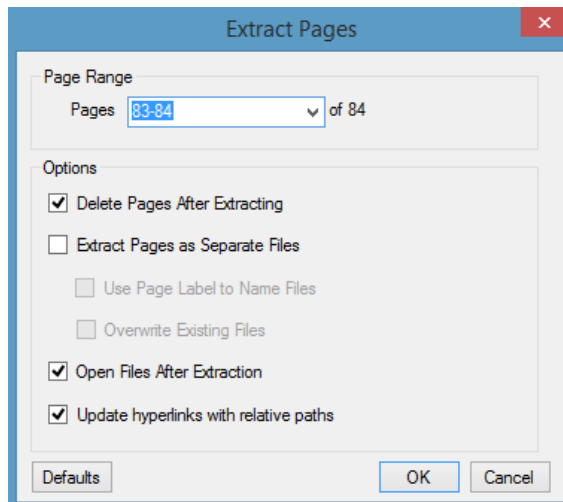 Extract Pages
Page Range
Pages 83-84 of 84
Options
Delete Pages After Extracting
Extract Pages as Separate Files
Use Page Label to Name Files
Overwrite Existing Files
Open Files After Extraction
Update hyperlinks with relative paths
Defaults OK Cancel